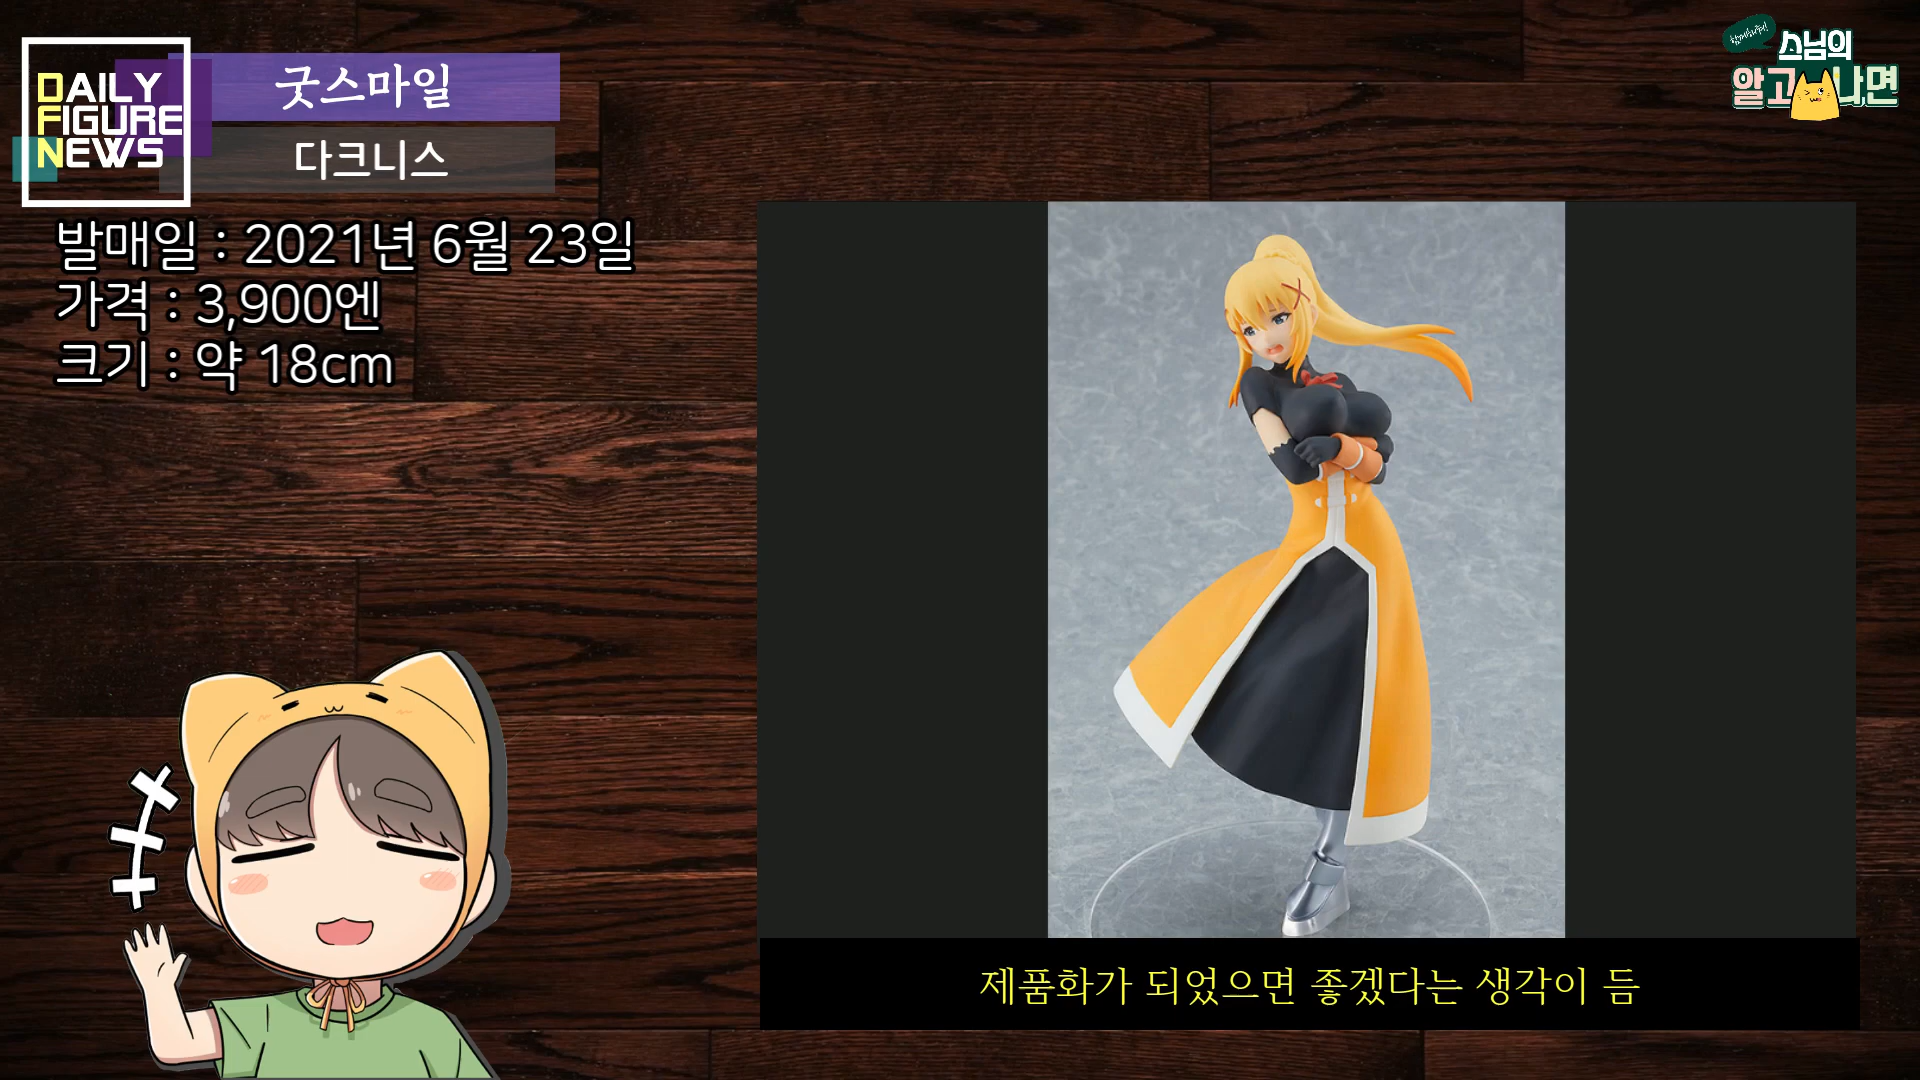 DAILY
FIGURE
NEWS
굿스마일
다크니스
발매일 : 2021년 6월 23일
가격 : 3,900엔
크기 : 약 18cm
스님의
알고 나면
제품화가 되었으면 좋겠다는 생각이 듬